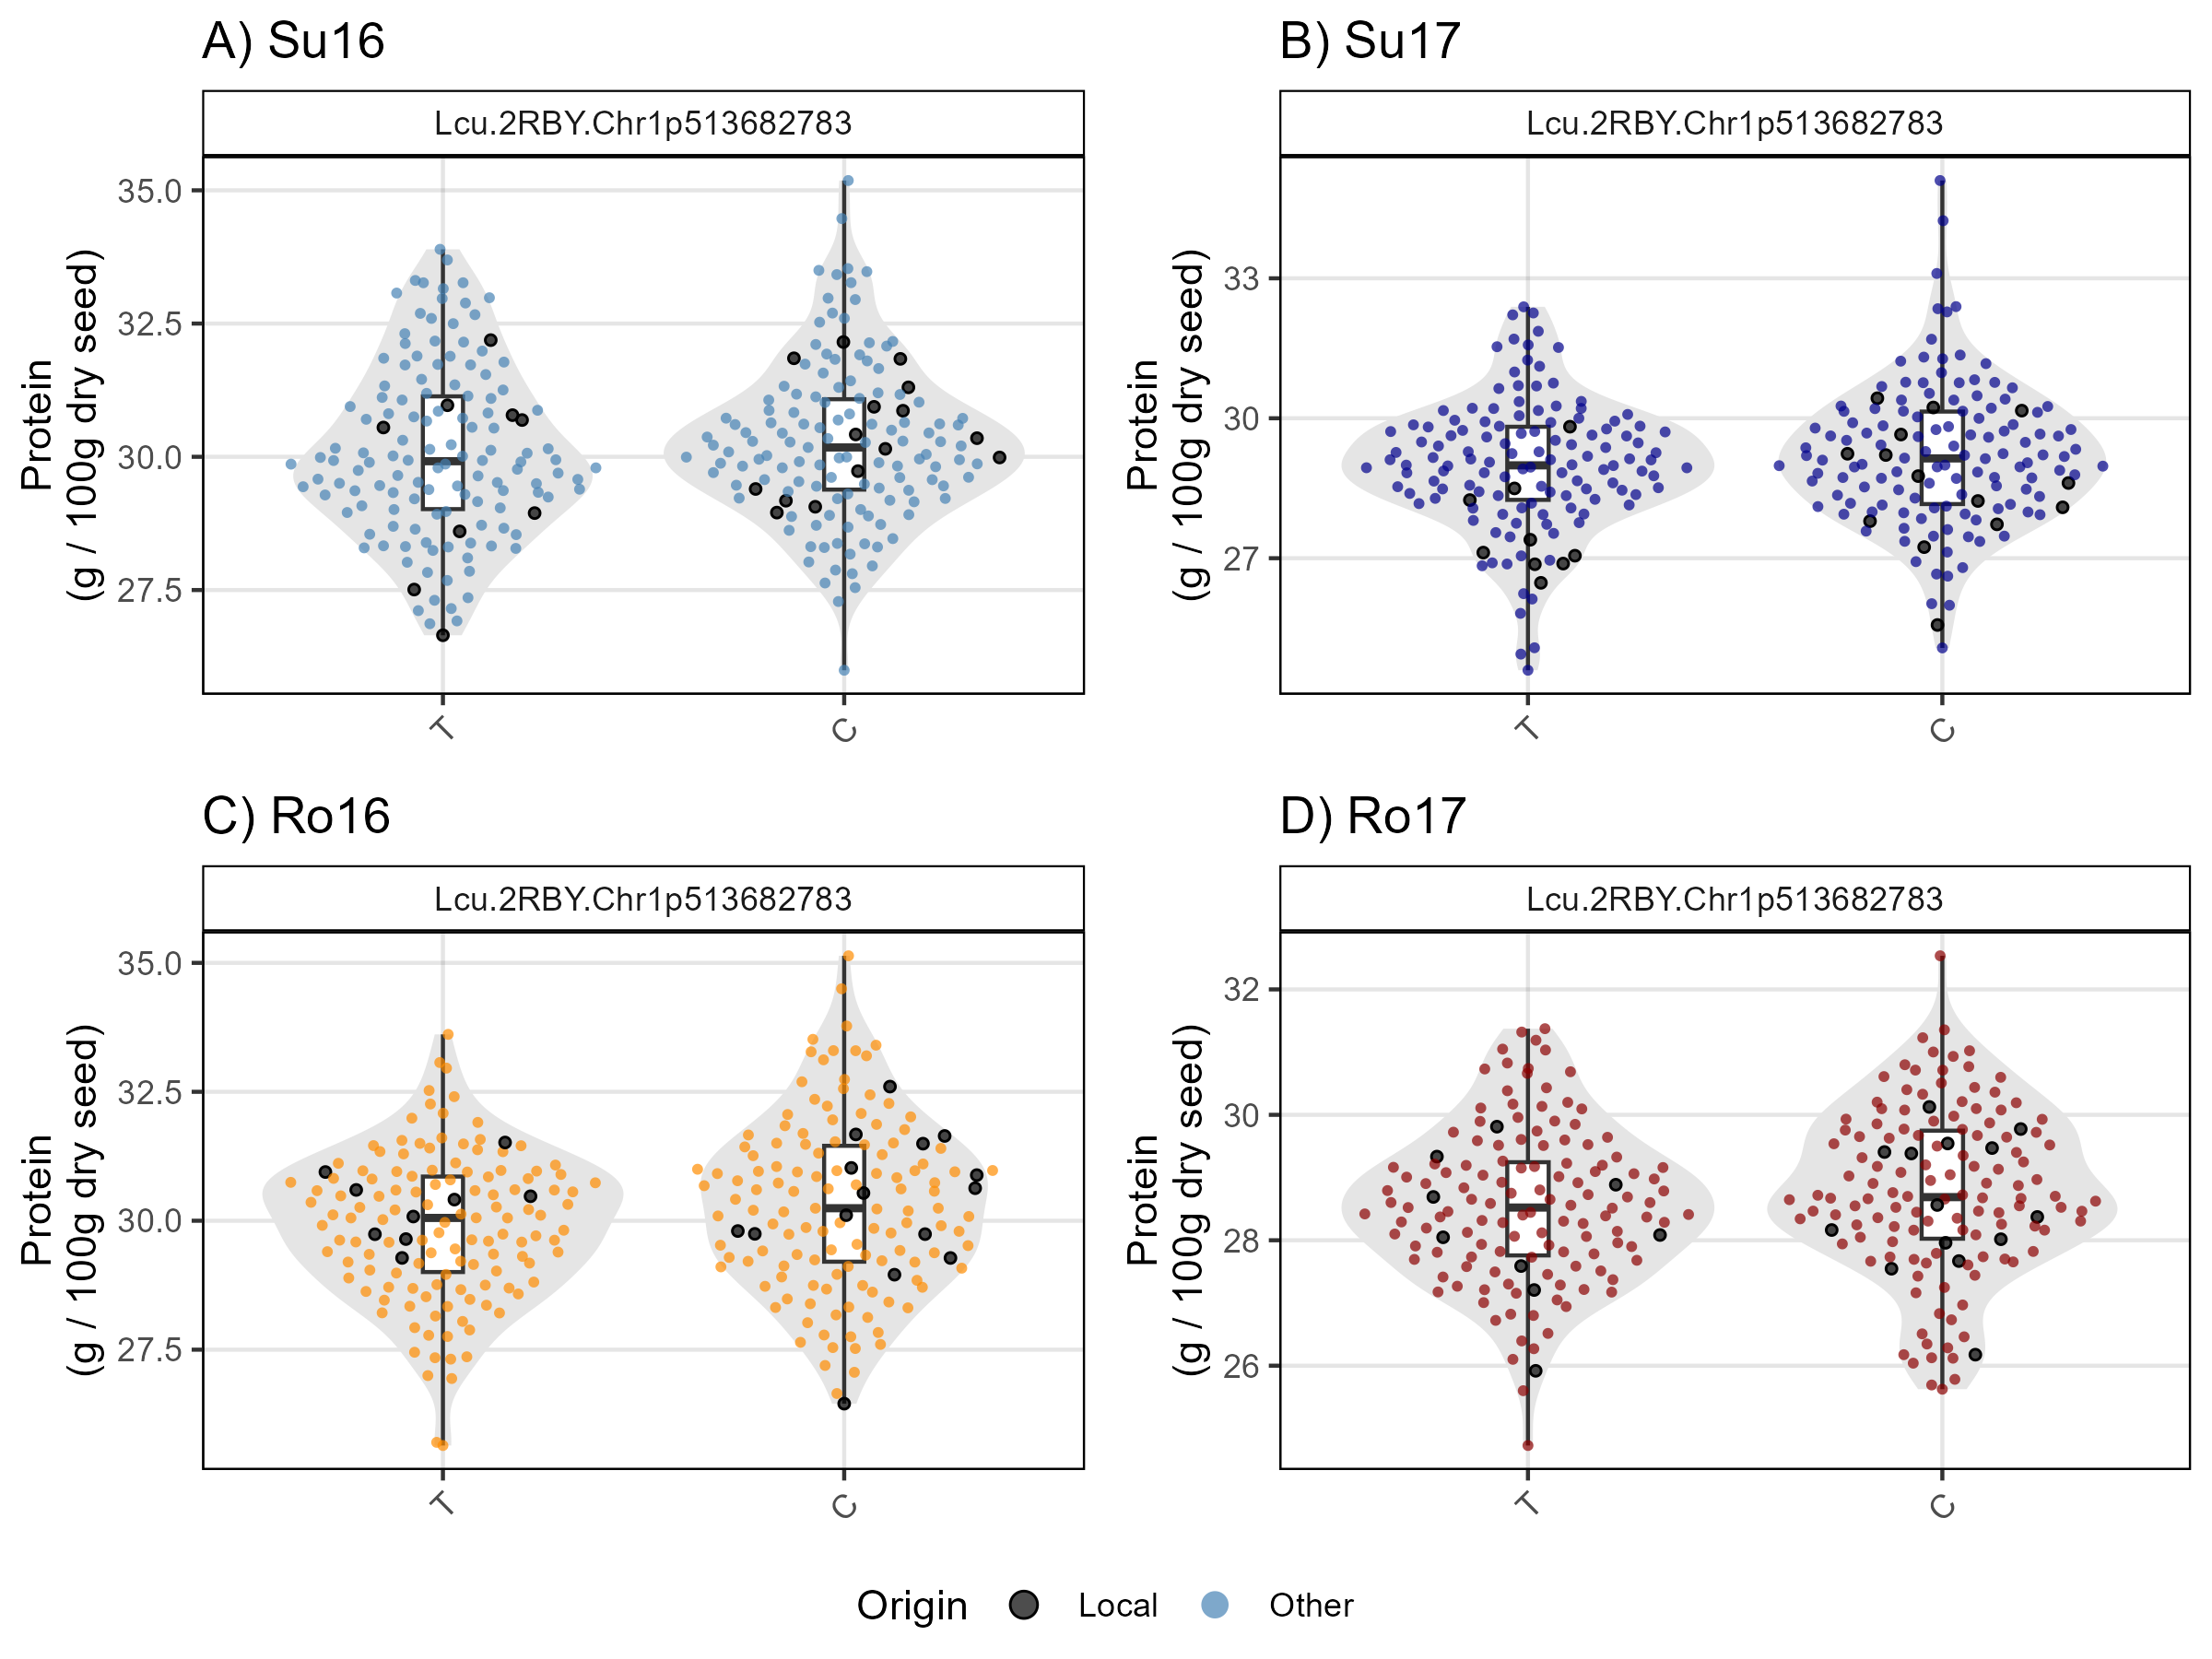 A) Su16
Lcu.2RBY.Chr1p513682783
Protein
(g / 100g dry seed)
35.0
32.5
30.0
27.5
T
C
B) Su17
Lcu.2RBY.Chr1p513682783
Protein
(g / 100g dry seed)
33
30
27
T
C
C) Ro16
Lcu.2RBY.Chr1p513682783
Protein
(g / 100g dry seed)
35.0
32.5
30.0
27.5
T
C
D) Ro17
Lcu.2RBY.Chr1p513682783
Protein
(g / 100g dry seed)
32
30
28
26
T
C
Origin Local Other